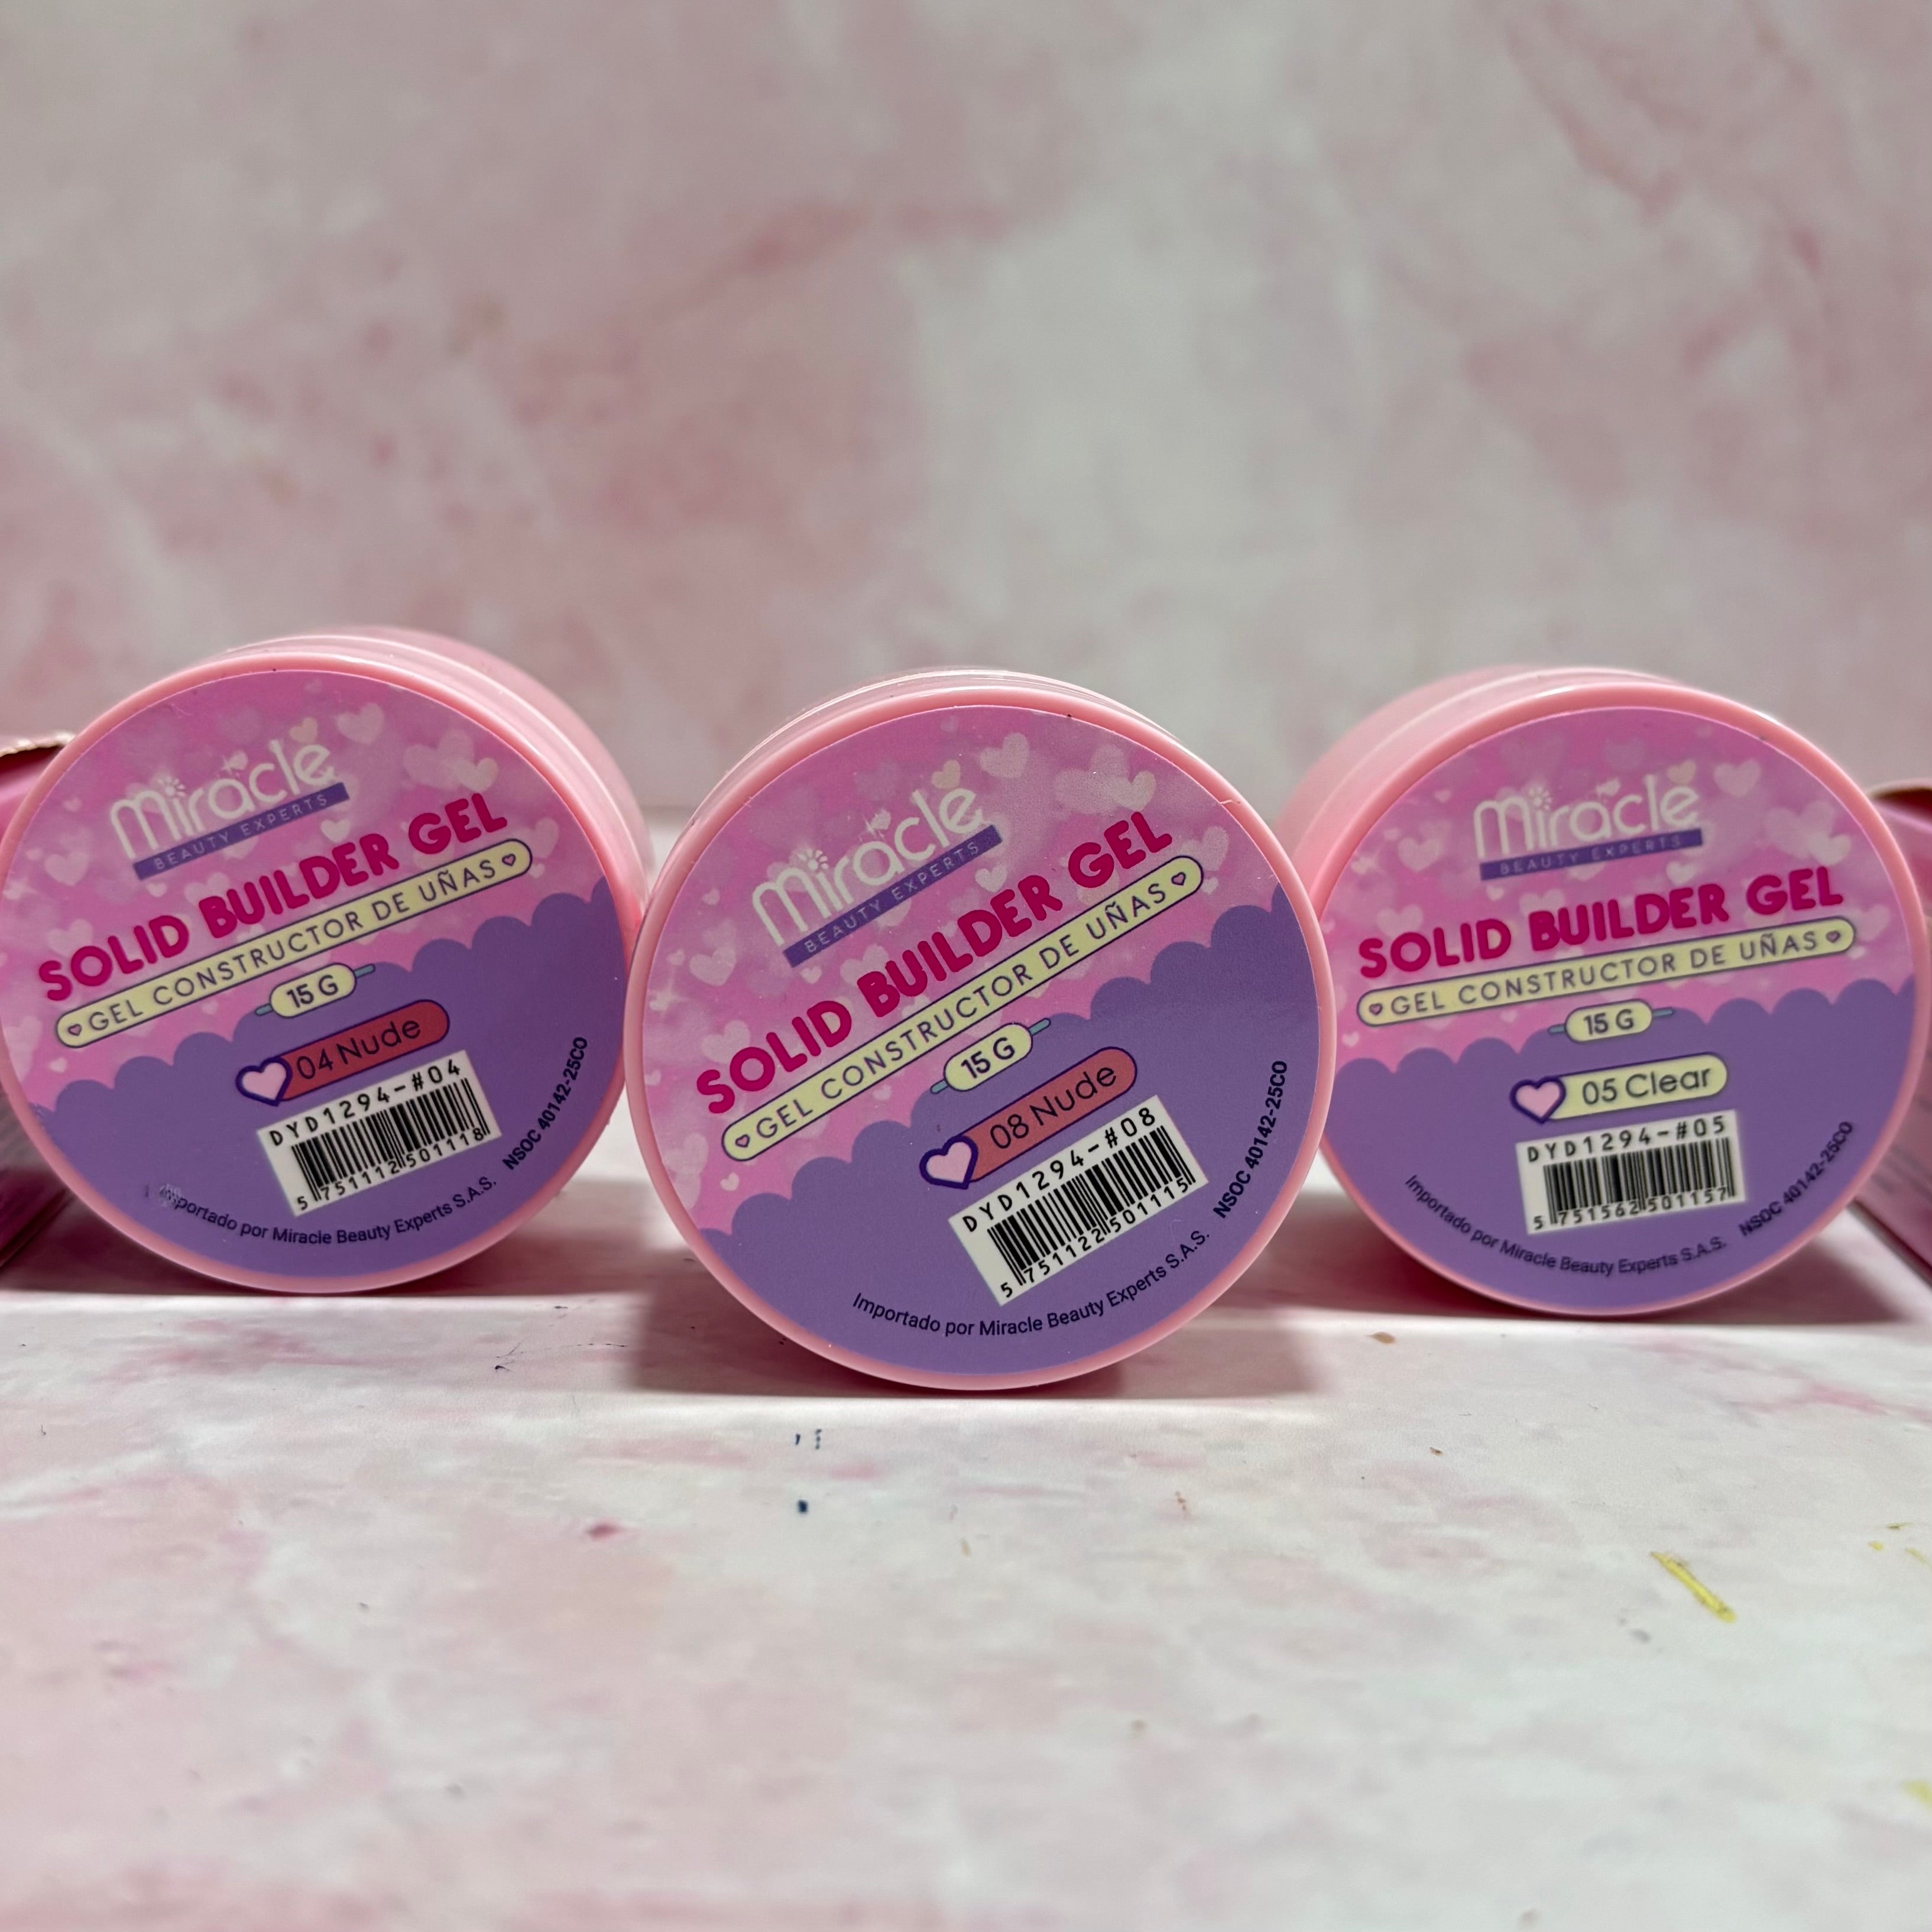 Miracle
BEAUTY EXPERTS
SOLID BUILDER GEL
GEL CONSTRUCTOR DE UÑAS
15 G
04 Nude
DYD1294-#04
5 751112 501118
Importado por Miracle Beauty Experts S.A.S.
NSOC 40142-25CO
Miracle
BEAUTY EXPERTS
SOLID BUILDER GEL
GEL CONSTRUCTOR DE UÑAS
15 G
08 Nude
DYD1294-#08
5 751122 501115
Importado por Miracle Beauty Experts S.A.S.
NSOC 40142-25CO
Miracle
BEAUTY EXPERTS
SOLID BUILDER GEL
GEL CONSTRUCTOR DE UÑAS
15 G
05 Clear
DYD1294-#05
5 751562 501157
Importado por Miracle Beauty Experts S.A.S.
NSOC 40142-25CO